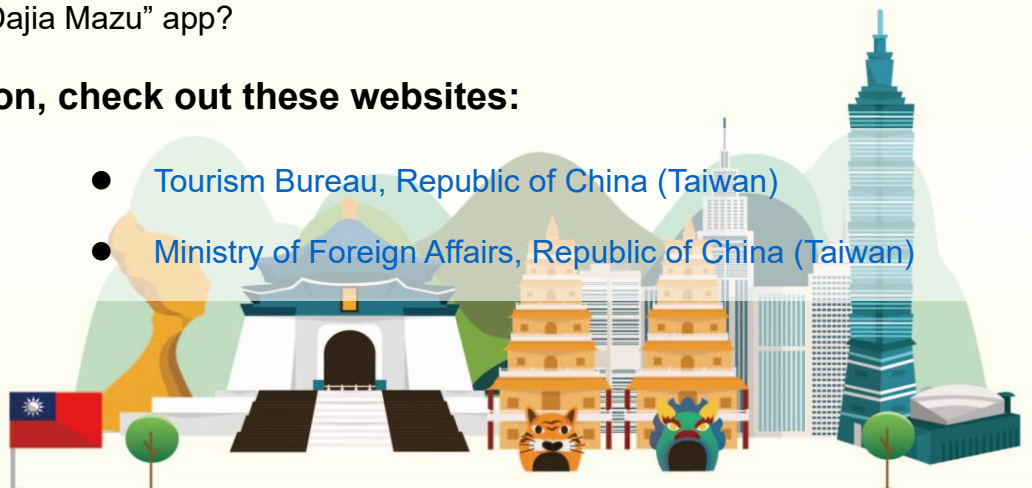 Dajia Mazu” app?
on, check out these websites:
● Tourism Bureau, Republic of China (Taiwan)
● Ministry of Foreign Affairs, Republic of China (Taiwan)